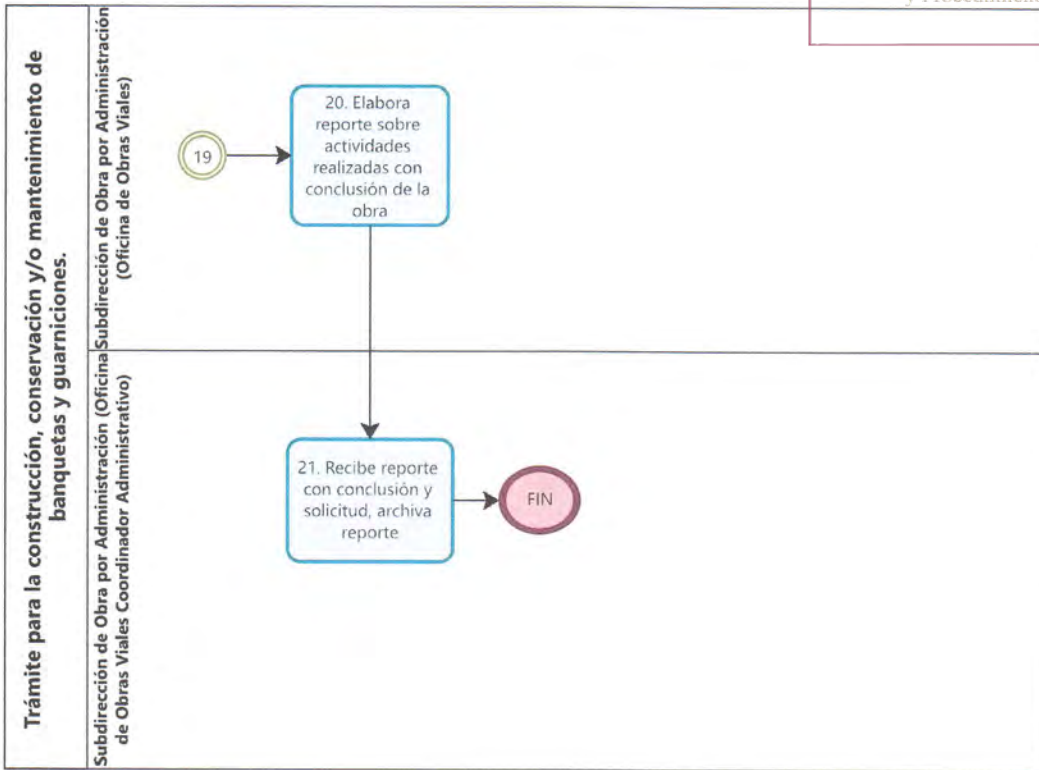 Trámite para la construcción, conservación y/o mantenimiento de
banquetas y guarniciones.
Subdirección de Obra por Administración
(Oficina de Obras Viales)
19
20. Elabora
reporte sobre
actividades
realizadas con
conclusión de la
obra
Subdirección de Obra por Administración (Oficina
de Obras Viales Coordinador Administrativo)
21. Recibe reporte
con conclusión y
solicitud, archiva
reporte
FIN